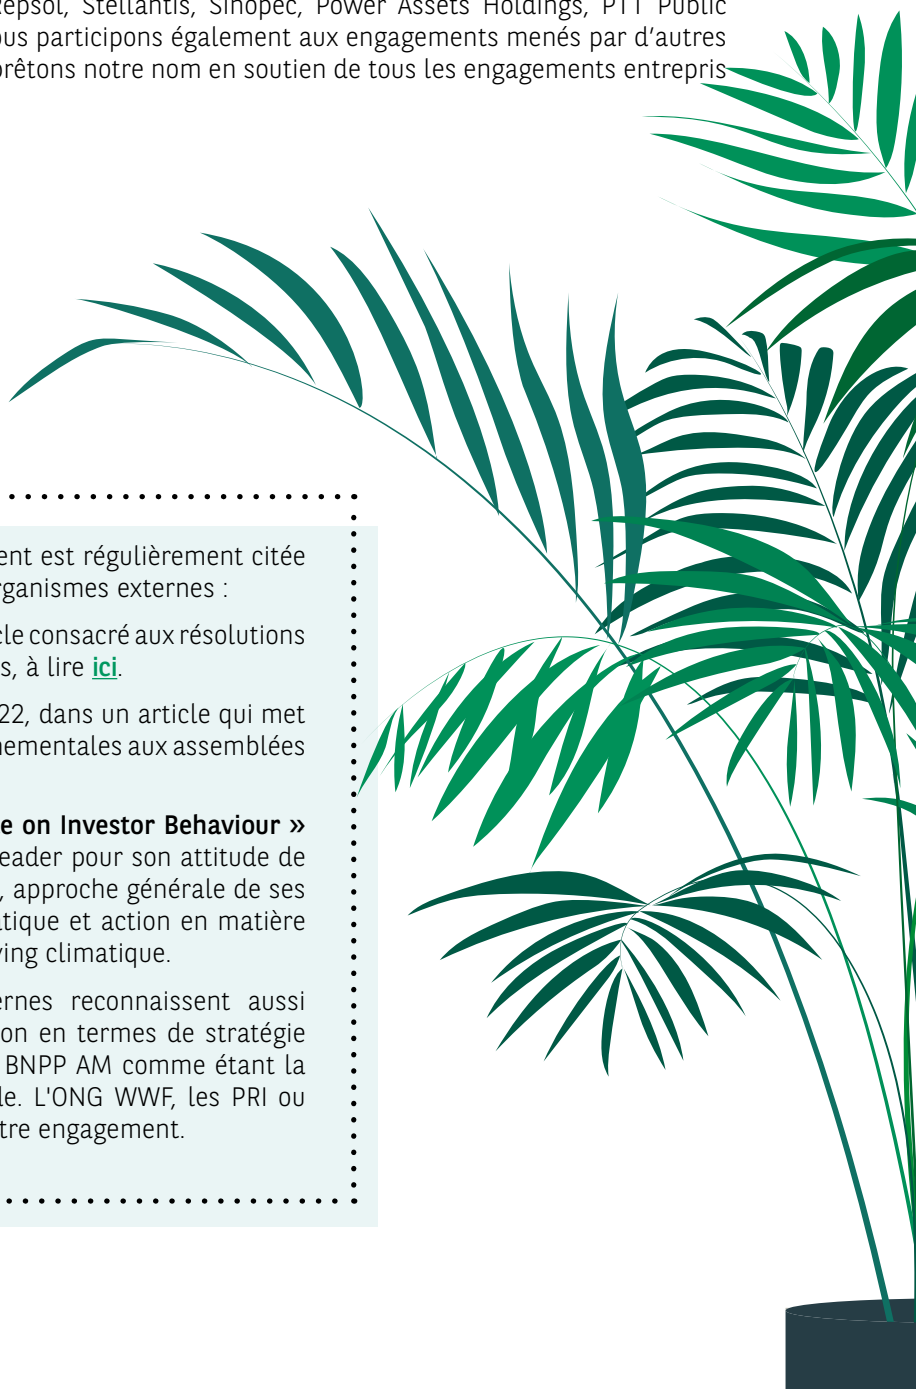 Repsol, Stellantis, Sinopec, Power Assets Holdings, PTT Public
ous participons également aux engagements menés par d'autres
prêtons notre nom en soutien de tous les engagements entrepris
ent est régulièrement citée
rganismes externes :
cle consacré aux résolutions
s, à lire ici.
22, dans un article qui met
nementales aux assemblées
e on Investor Behaviour »
eader pour son attitude de
, approche générale de ses
atique et action en matière
ying climatique.
ernes reconnaissent aussi
on en termes de stratégie
BNPP AM comme étant la
le. L'ONG WWF, les PRI ou
tre engagement.